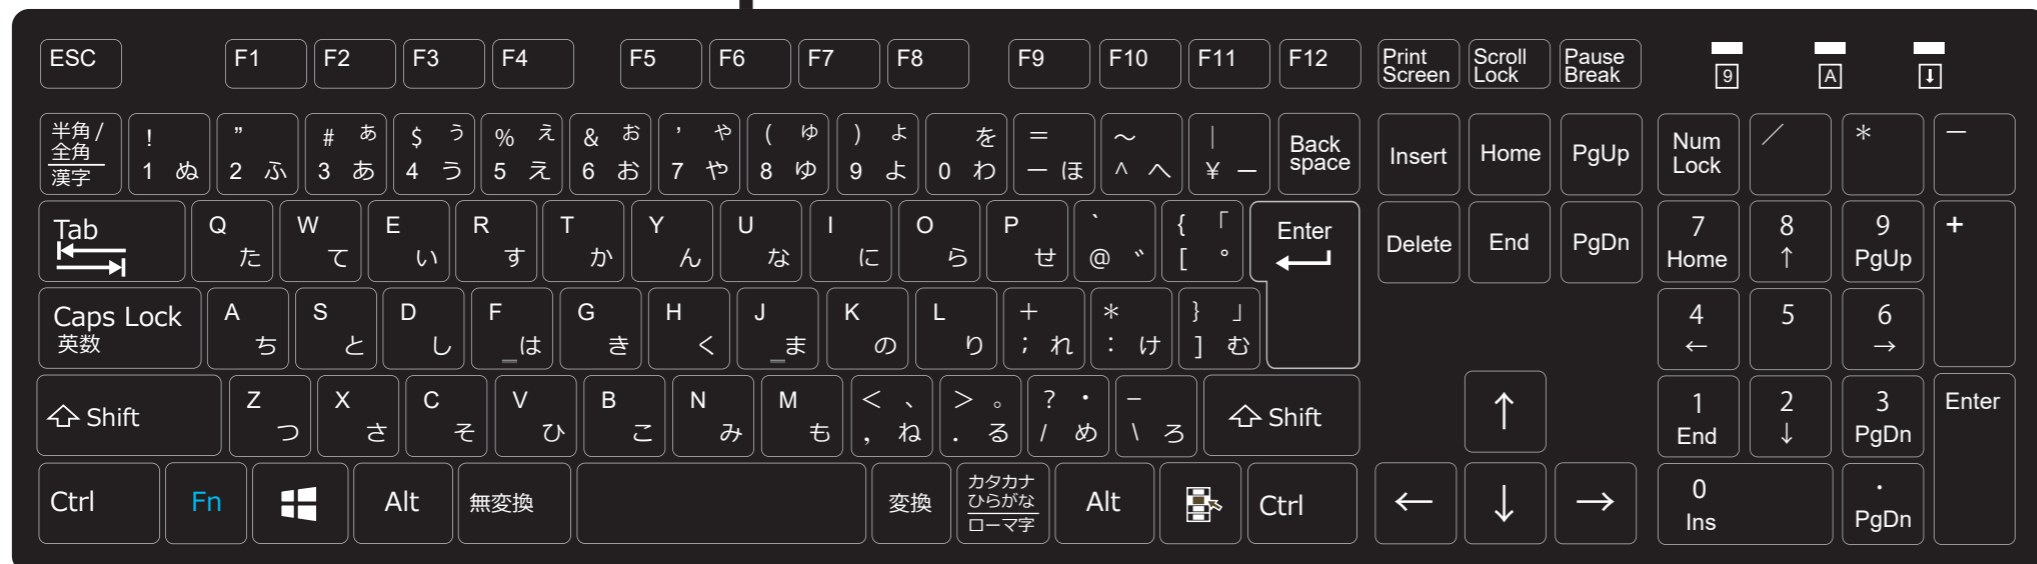 ESC F1 F2 F3 F4 F5 F6 F7 F8 F9 F10 F11 F12 Print Screen Scroll Lock Pause Break 9 A ⬇
半角/全角 漢字 ! 1 ぬ " 2 ふ # ぁ 3 あ $ ぅ 4 う % ぇ 5 え & ぉ 6 お ' ゃ 7 や ( ゅ 8 ゆ ) ょ 9 よ を 0 わ = ー ほ ~ ^ へ | ¥ ー Back space Insert Home PgUp Num Lock / * −
Tab Q た W て E い R す T か Y ん U な I に O ら P せ ` @ ゛ { 「 [ ゜ Enter Delete End PgDn 7 Home 8 ↑ 9 PgUp +
Caps Lock 英数 A ち S と D し F _は G き H く J _ま K の L り + ; れ * : け } 」 ] む 4 ← 5 6 →
Shift Z つ X さ C そ V ひ B こ N み M も < 、 , ね > 。 . る ? ・ / め _ \ ろ Shift ↑ 1 End 2 ↓ 3 PgDn Enter
Ctrl Fn Alt 無変換 変換 カタカナ ひらがな ローマ字 Alt Ctrl ← ↓ → 0 Ins . PgDn